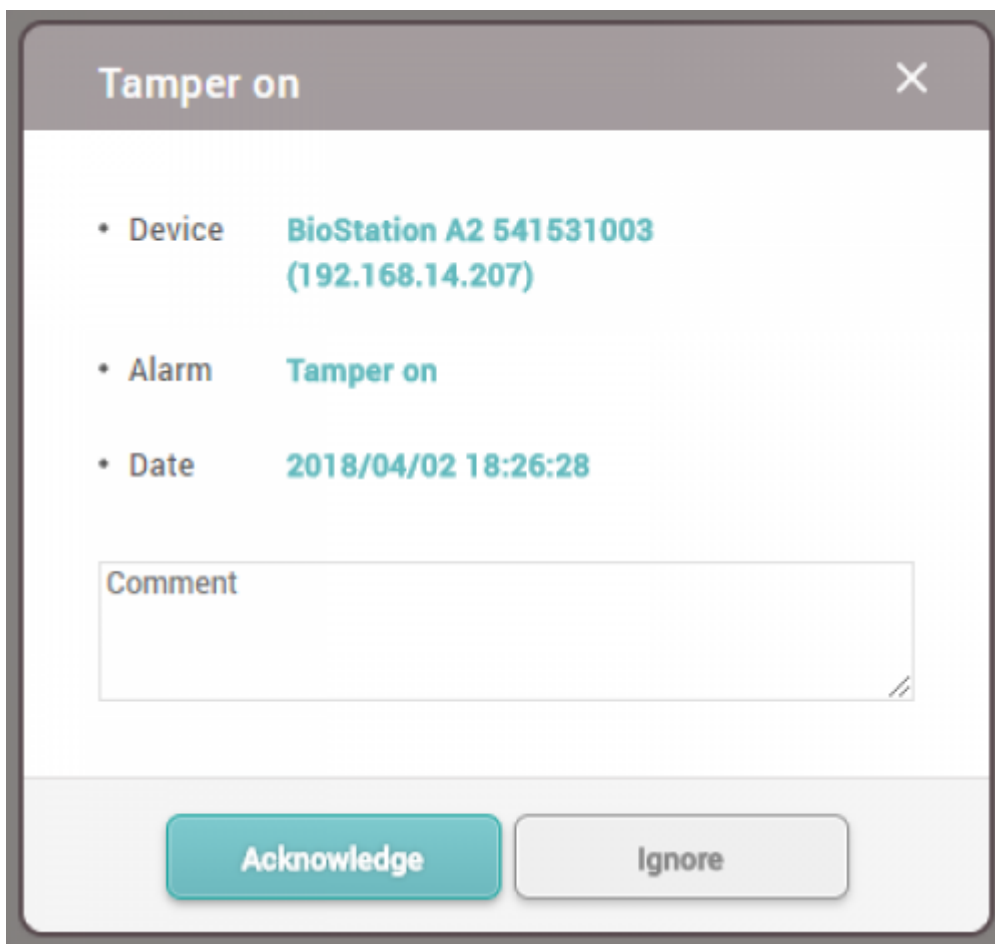 Tamper on
• Device BioStation A2 541531003
(192.168.14.207)
• Alarm Tamper on
• Date 2018/04/02 18:26:28
Comment
Acknowledge Ignore